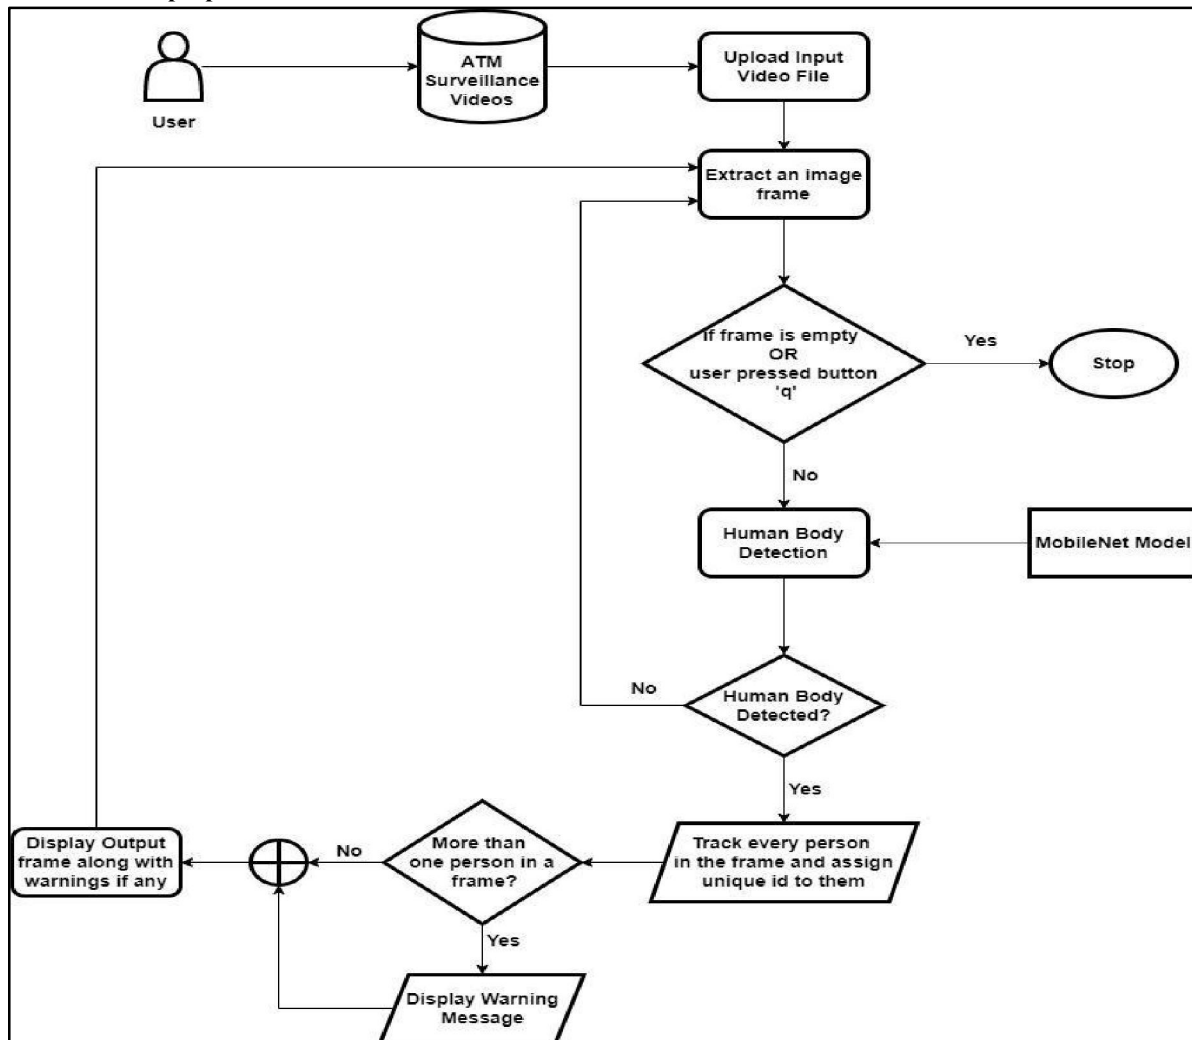 ATM
Surveillance
Videos
Upload Input
Video File
User
Extract an image
frame
If frame is empty
OR
user pressed button
'q'
Yes
Stop
No
Human Body
Detection
MobileNet Model
No
Human Body
Detected?
Yes
Track every person
in the frame and assign
unique id to them
More than
one person in a
frame?
No
Display Output
frame along with
warnings if any
Yes
Display Warning
Message